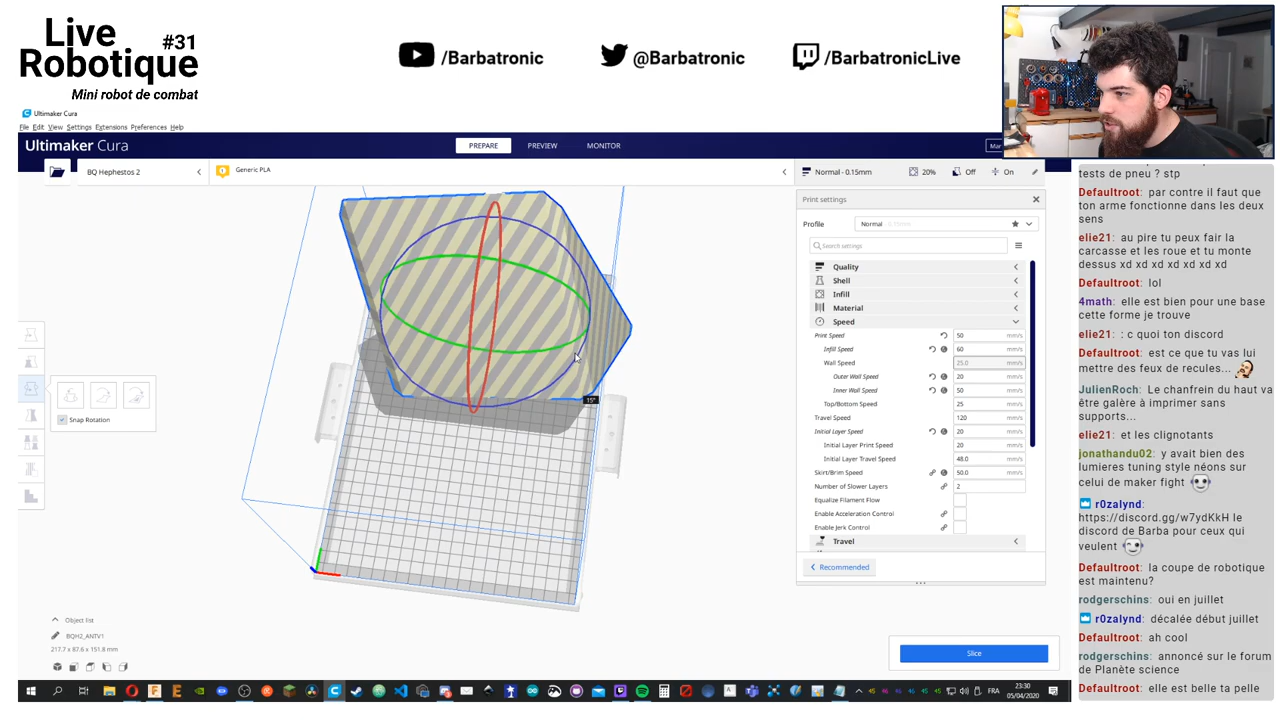 Live
Robotique #31
Mini robot de combat
/Barbatronic
@Barbatronic
/BarbatronicLive
Ultimaker Cura
File Edit View Settings Extensions Preferences Help
Ultimaker Cura
PREPARE
PREVIEW
MONITOR
Mar
BQ Hephestos 2
Generic PLA
Normal - 0.15mm
20%
Off
On
Print settings
Profile
Normal 0.15mm
Search settings
Quality
Shell
Infill
Material
Speed
Print Speed 50 mm/s
Infill Speed 60 mm/s
Wall Speed 25.0 mm/s
Outer Wall Speed 20 mm/s
Inner Wall Speed 50 mm/s
Top/Bottom Speed 25 mm/s
Travel Speed 120 mm/s
Initial Layer Speed 20 mm/s
Initial Layer Print Speed 20 mm/s
Initial Layer Travel Speed 48.0 mm/s
Skirt/Brim Speed 50.0 mm/s
Number of Slower Layers 2
Equalize Filament Flow
Enable Acceleration Control
Enable Jerk Control
Travel
Recommended
15°
Snap Rotation
Object list
BQH2_ANTV1
217.7 x 87.6 x 151.8 mm
Slice
FRA
23:30
05/04/2020
tests de pneu ? stp
Defaultroot: par contre il faut que
ton arme fonctionne dans les deux
sens
elie21: au pire tu peux fair la
carcasse et les roue et tu monte
dessus xd xd xd xd xd xd xd
Defaultroot: lol
4math: elle est bien pour une base
cette forme je trouve
elie21: : c quoi ton discord
Defaultroot: est ce que tu vas lui
mettre des feux de recules...
JulienRoch: Le chanfrein du haut va
être galère à imprimer sans
supports...
elie21: et les clignotants
jonathandu02: y avait bien des
lumieres tuning style néons sur
celui de maker fight
r0zalynd:
https://discord.gg/w7ydKkH le
discord de Barba pour ceux qui
veulent
Defaultroot: la coupe de robotique
est maintenu?
rodgerschins: oui en juillet
r0zalynd: décalée début juillet
Defaultroot: ah cool
rodgerschins: annoncé sur le forum
de Planète science
Defaultroot: elle est belle ta pelle